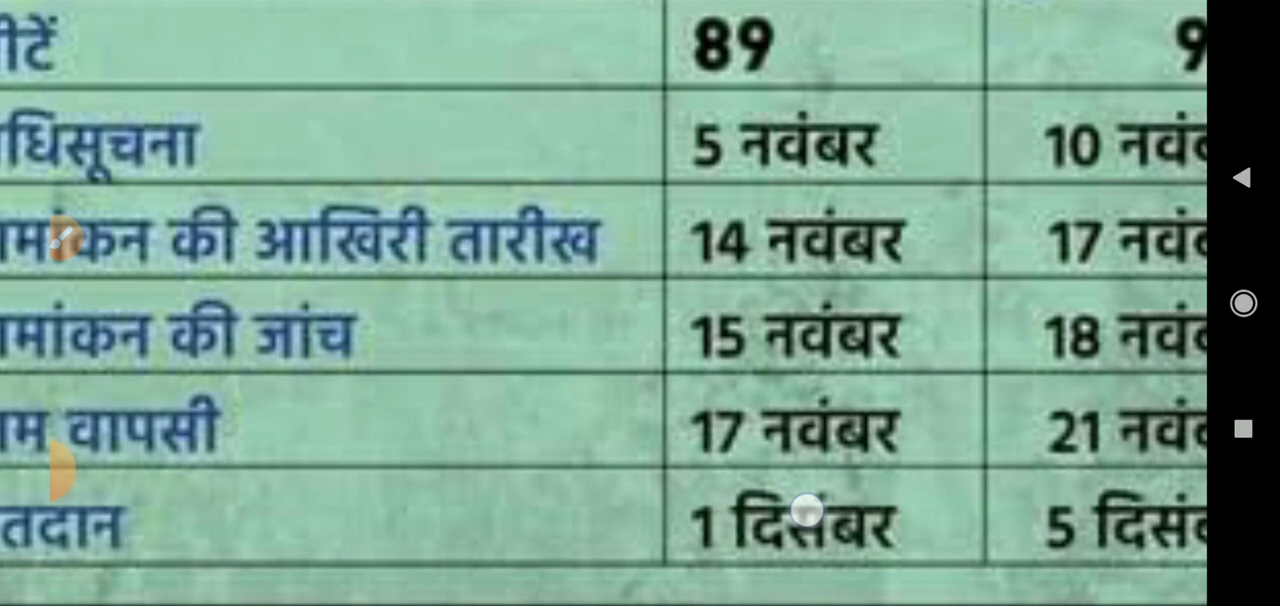 ीटें 89 9
धिसूचना 5 नवंबर 10 नवंब
ामांकन की आखिरी तारीख 14 नवंबर 17 नवंब
ामांकन की जांच 15 नवंबर 18 नवंब
ाम वापसी 17 नवंबर 21 नवंब
तदान 1 दिसंबर 5 दिसंब